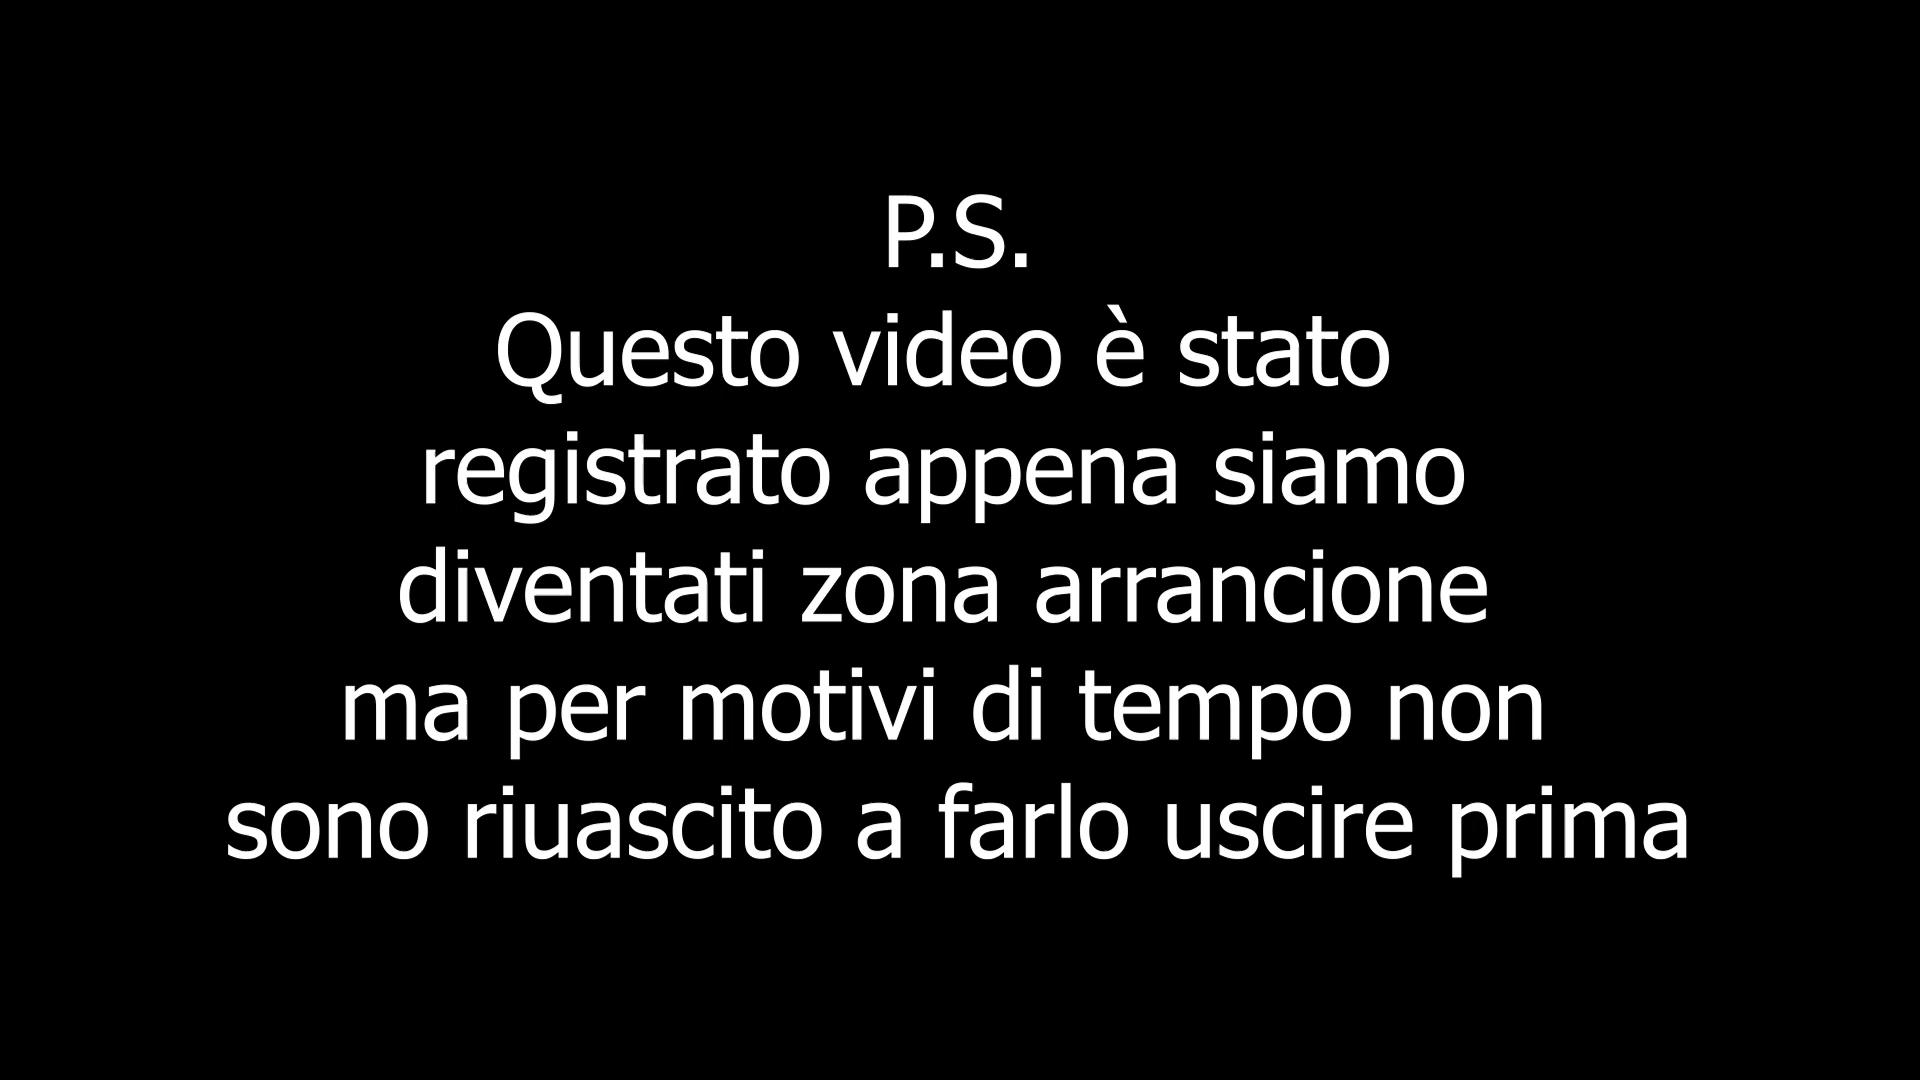 P.S.
Questo video è stato
registrato appena siamo
diventati zona arrancione
ma per motivi di tempo non
sono riuascito a farlo uscire prima